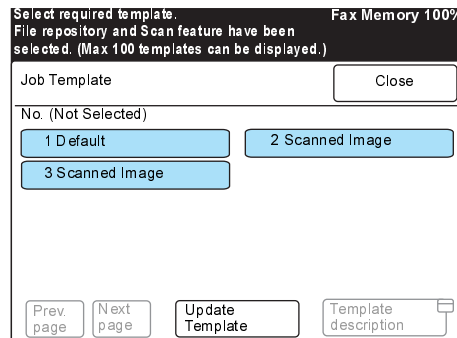 Select required template. Fax Memory 100%
File repository and Scan feature have been
selected. (Max 100 templates can be displayed.)
Job Template Close
No. (Not Selected)
1 Default 2 Scanned Image
3 Scanned Image
Prev. page Next page Update Template Template description